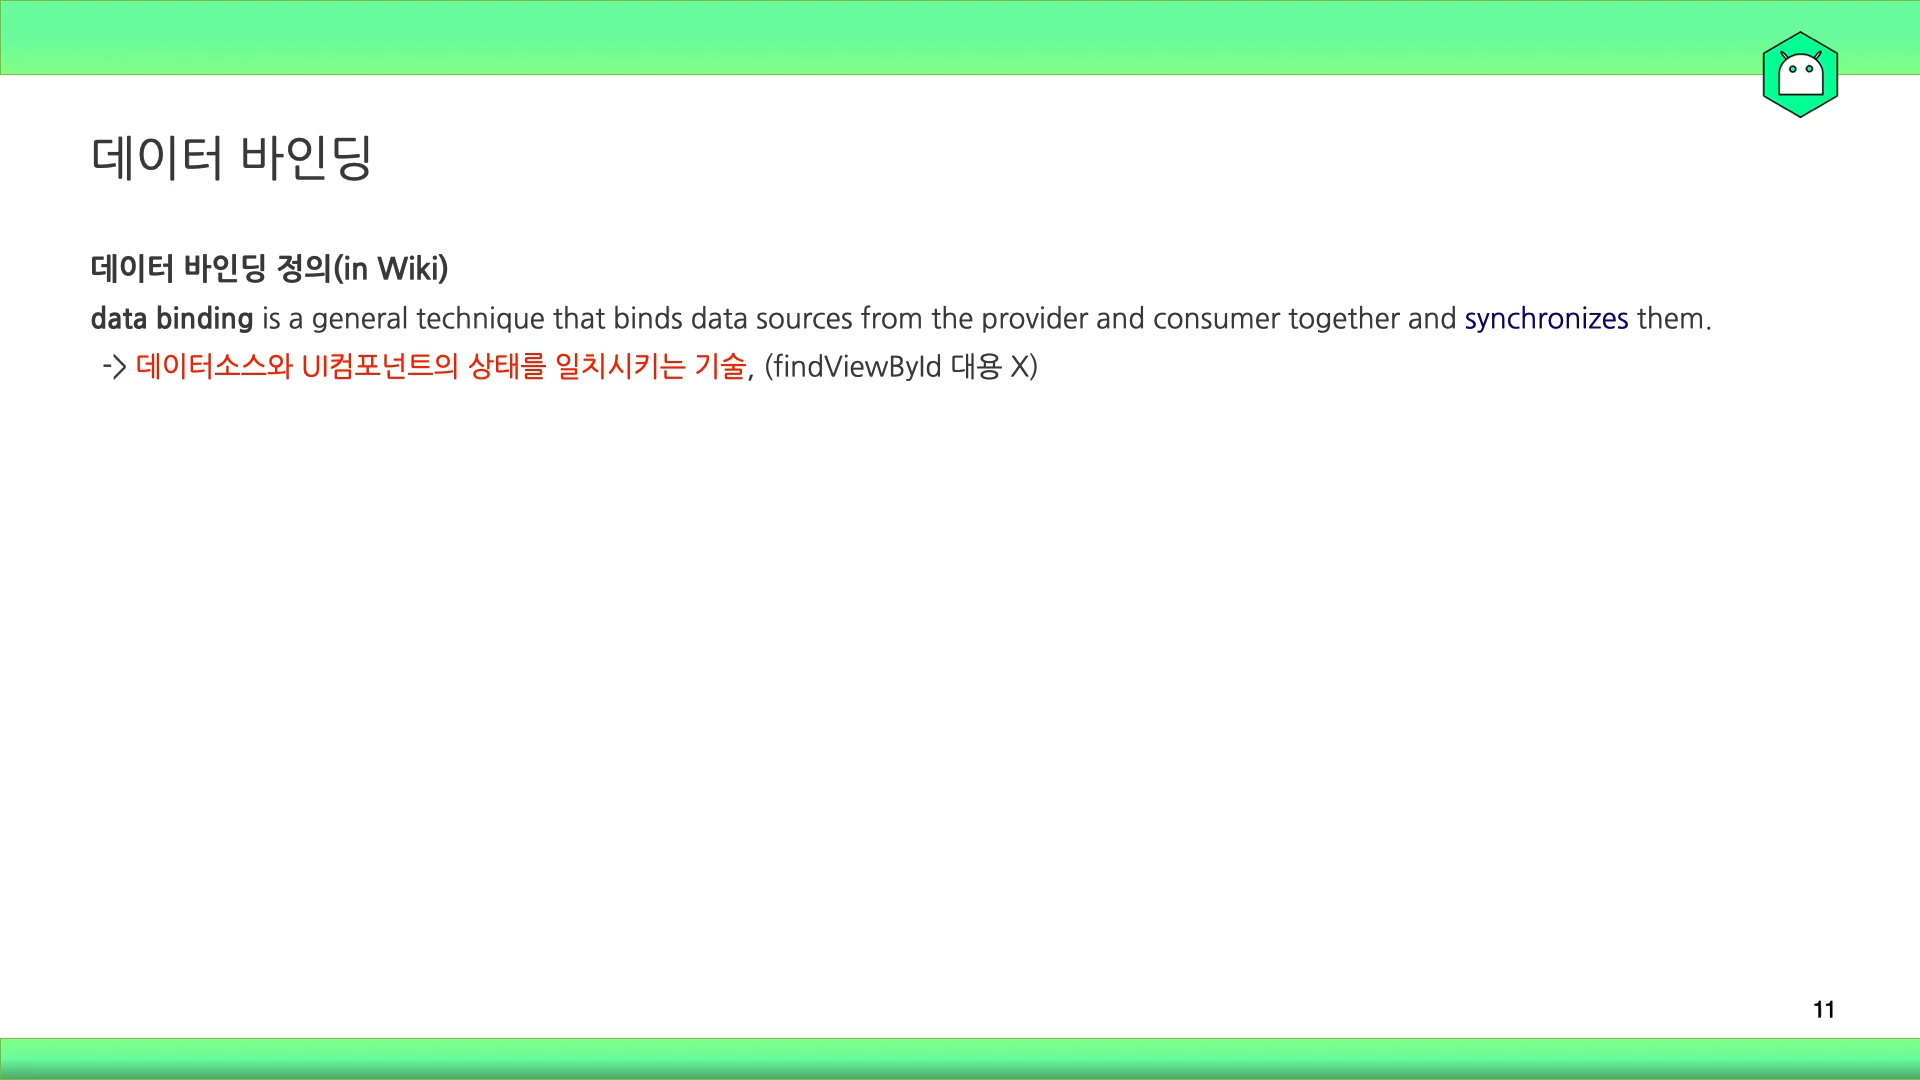 데이터 바인딩
데이터 바인딩 정의(in Wiki)
data binding is a general technique that binds data sources from the provider and consumer together and synchronizes them.
-> 데이터소스와 UI컴포넌트의 상태를 일치시키는 기술, (findViewById 대용 X)
11